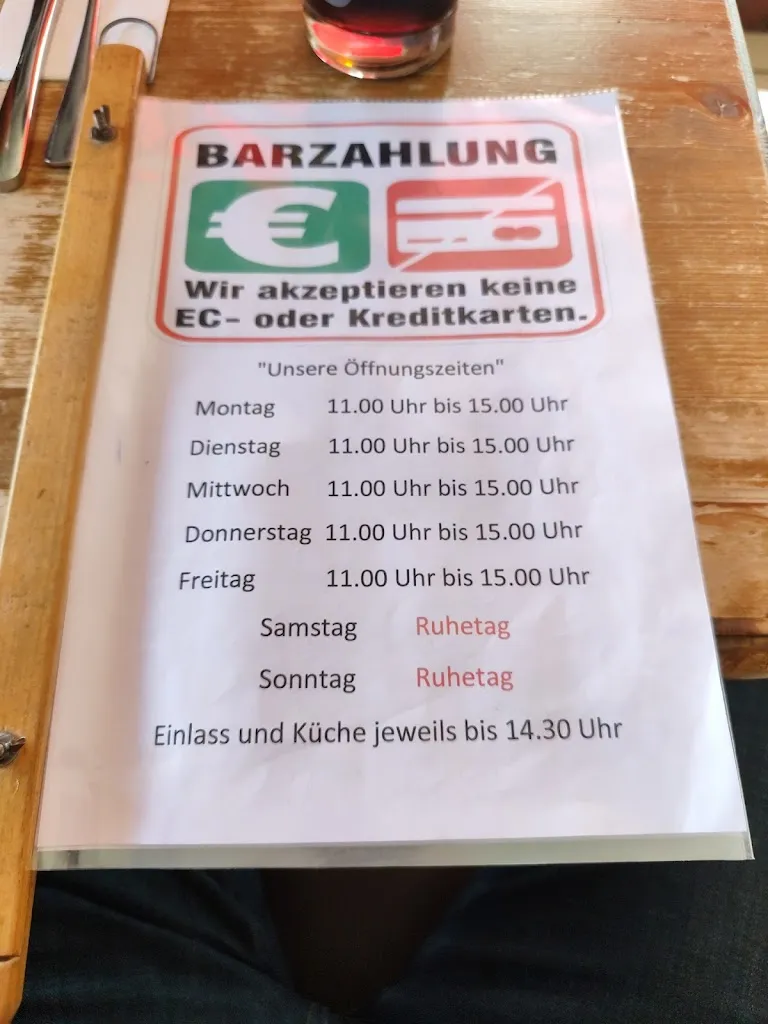 BARZAHLUNG
€
Wir akzeptieren keine
EC- oder Kreditkarten.
"Unsere Öffnungszeiten"
Montag 11.00 Uhr bis 15.00 Uhr
Dienstag 11.00 Uhr bis 15.00 Uhr
Mittwoch 11.00 Uhr bis 15.00 Uhr
Donnerstag 11.00 Uhr bis 15.00 Uhr
Freitag 11.00 Uhr bis 15.00 Uhr
Samstag Ruhetag
Sonntag Ruhetag
Einlass und Küche jeweils bis 14.30 Uhr